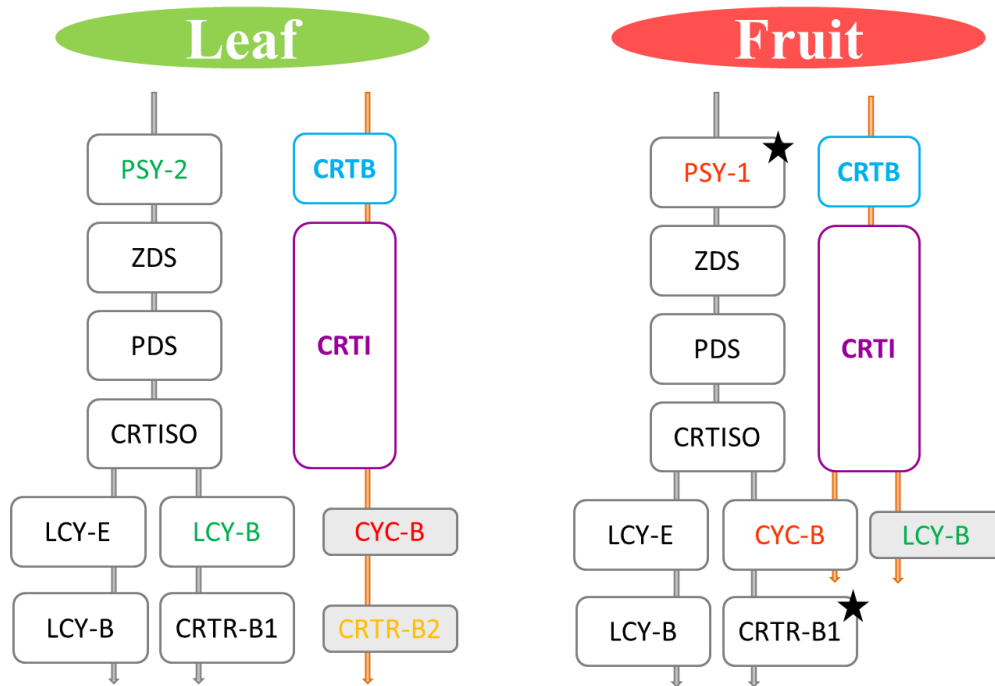 Leaf
PSY-2
CRTB
ZDS
PDS
CRTI
CRTISO
LCY-E
LCY-B
CYC-B
LCY-B
CRTR-B1
CRTR-B2
Fruit
PSY-1
CRTB
ZDS
PDS
CRTI
CRTISO
LCY-E
CYC-B
LCY-B
LCY-B
CRTR-B1